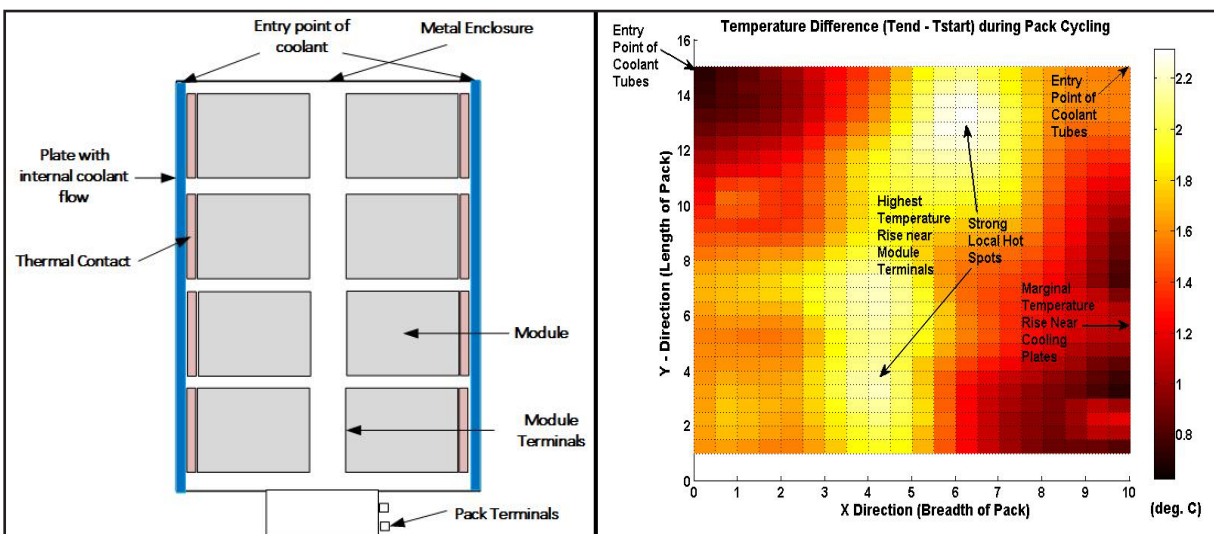 Entry point of
coolant
Metal Enclosure
Plate with
internal coolant
flow
Thermal Contact
Module
Module
Terminals
Pack Terminals
Temperature Difference (Tend - Tstart) during Pack Cycling
Entry
Point of
Coolant
Tubes
Entry
Point of
Coolant
Tubes
Highest
Temperature
Rise near
Module
Terminals
Strong
Local Hot
Spots
Marginal
Temperature
Rise Near
Cooling
Plates
Y - Direction (Length of Pack)
16
14
12
10
8
6
4
2
0
0 1 2 3 4 5 6 7 8 9 10
X Direction (Breadth of Pack)
2.2
2
1.8
1.6
1.4
1.2
1
0.8
(deg. C)